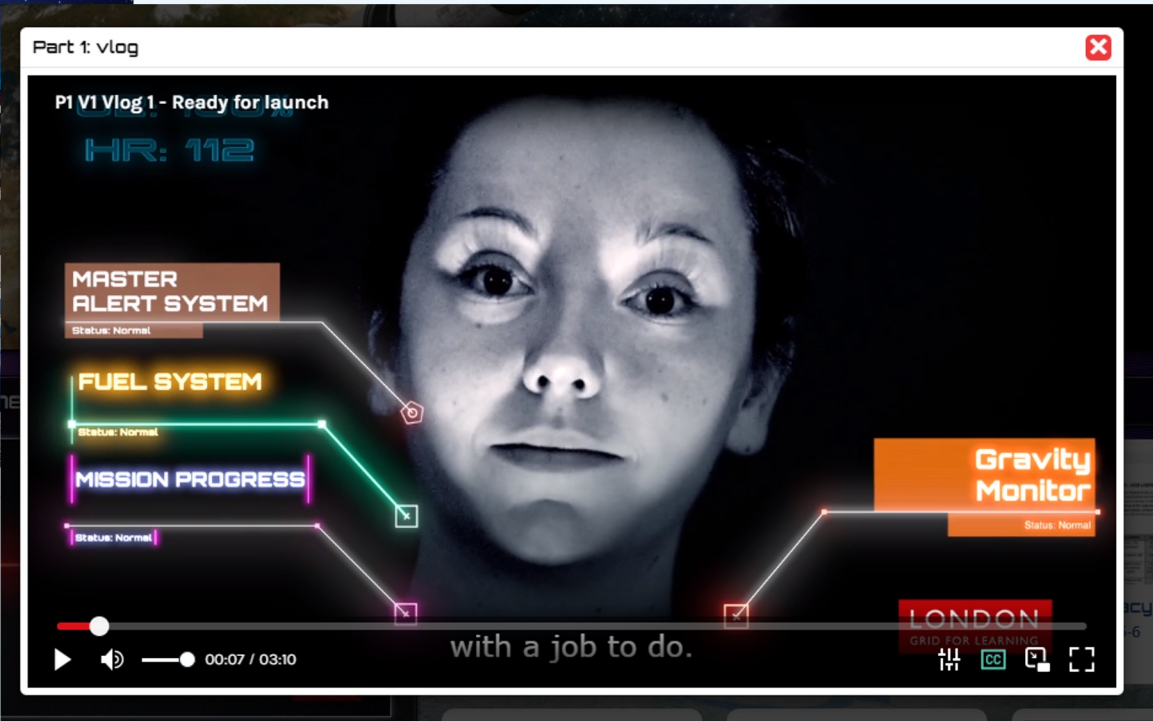 Part 1: vlog
P1 V1 Vlog 1 - Ready for launch
HR: 112
MASTER
ALERT SYSTEM
Status: Normal
FUEL SYSTEM
Status: Normal
MISSION PROGRESS
Status: Normal
Gravity
Monitor
Status: Normal
LONDON
GRID FOR LEARNING
with a job to do.
00:07 / 03:10
CC